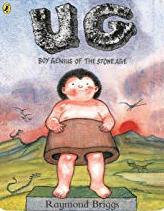 UG
BOY GENIUS OF THE STONE AGE
Raymond Briggs